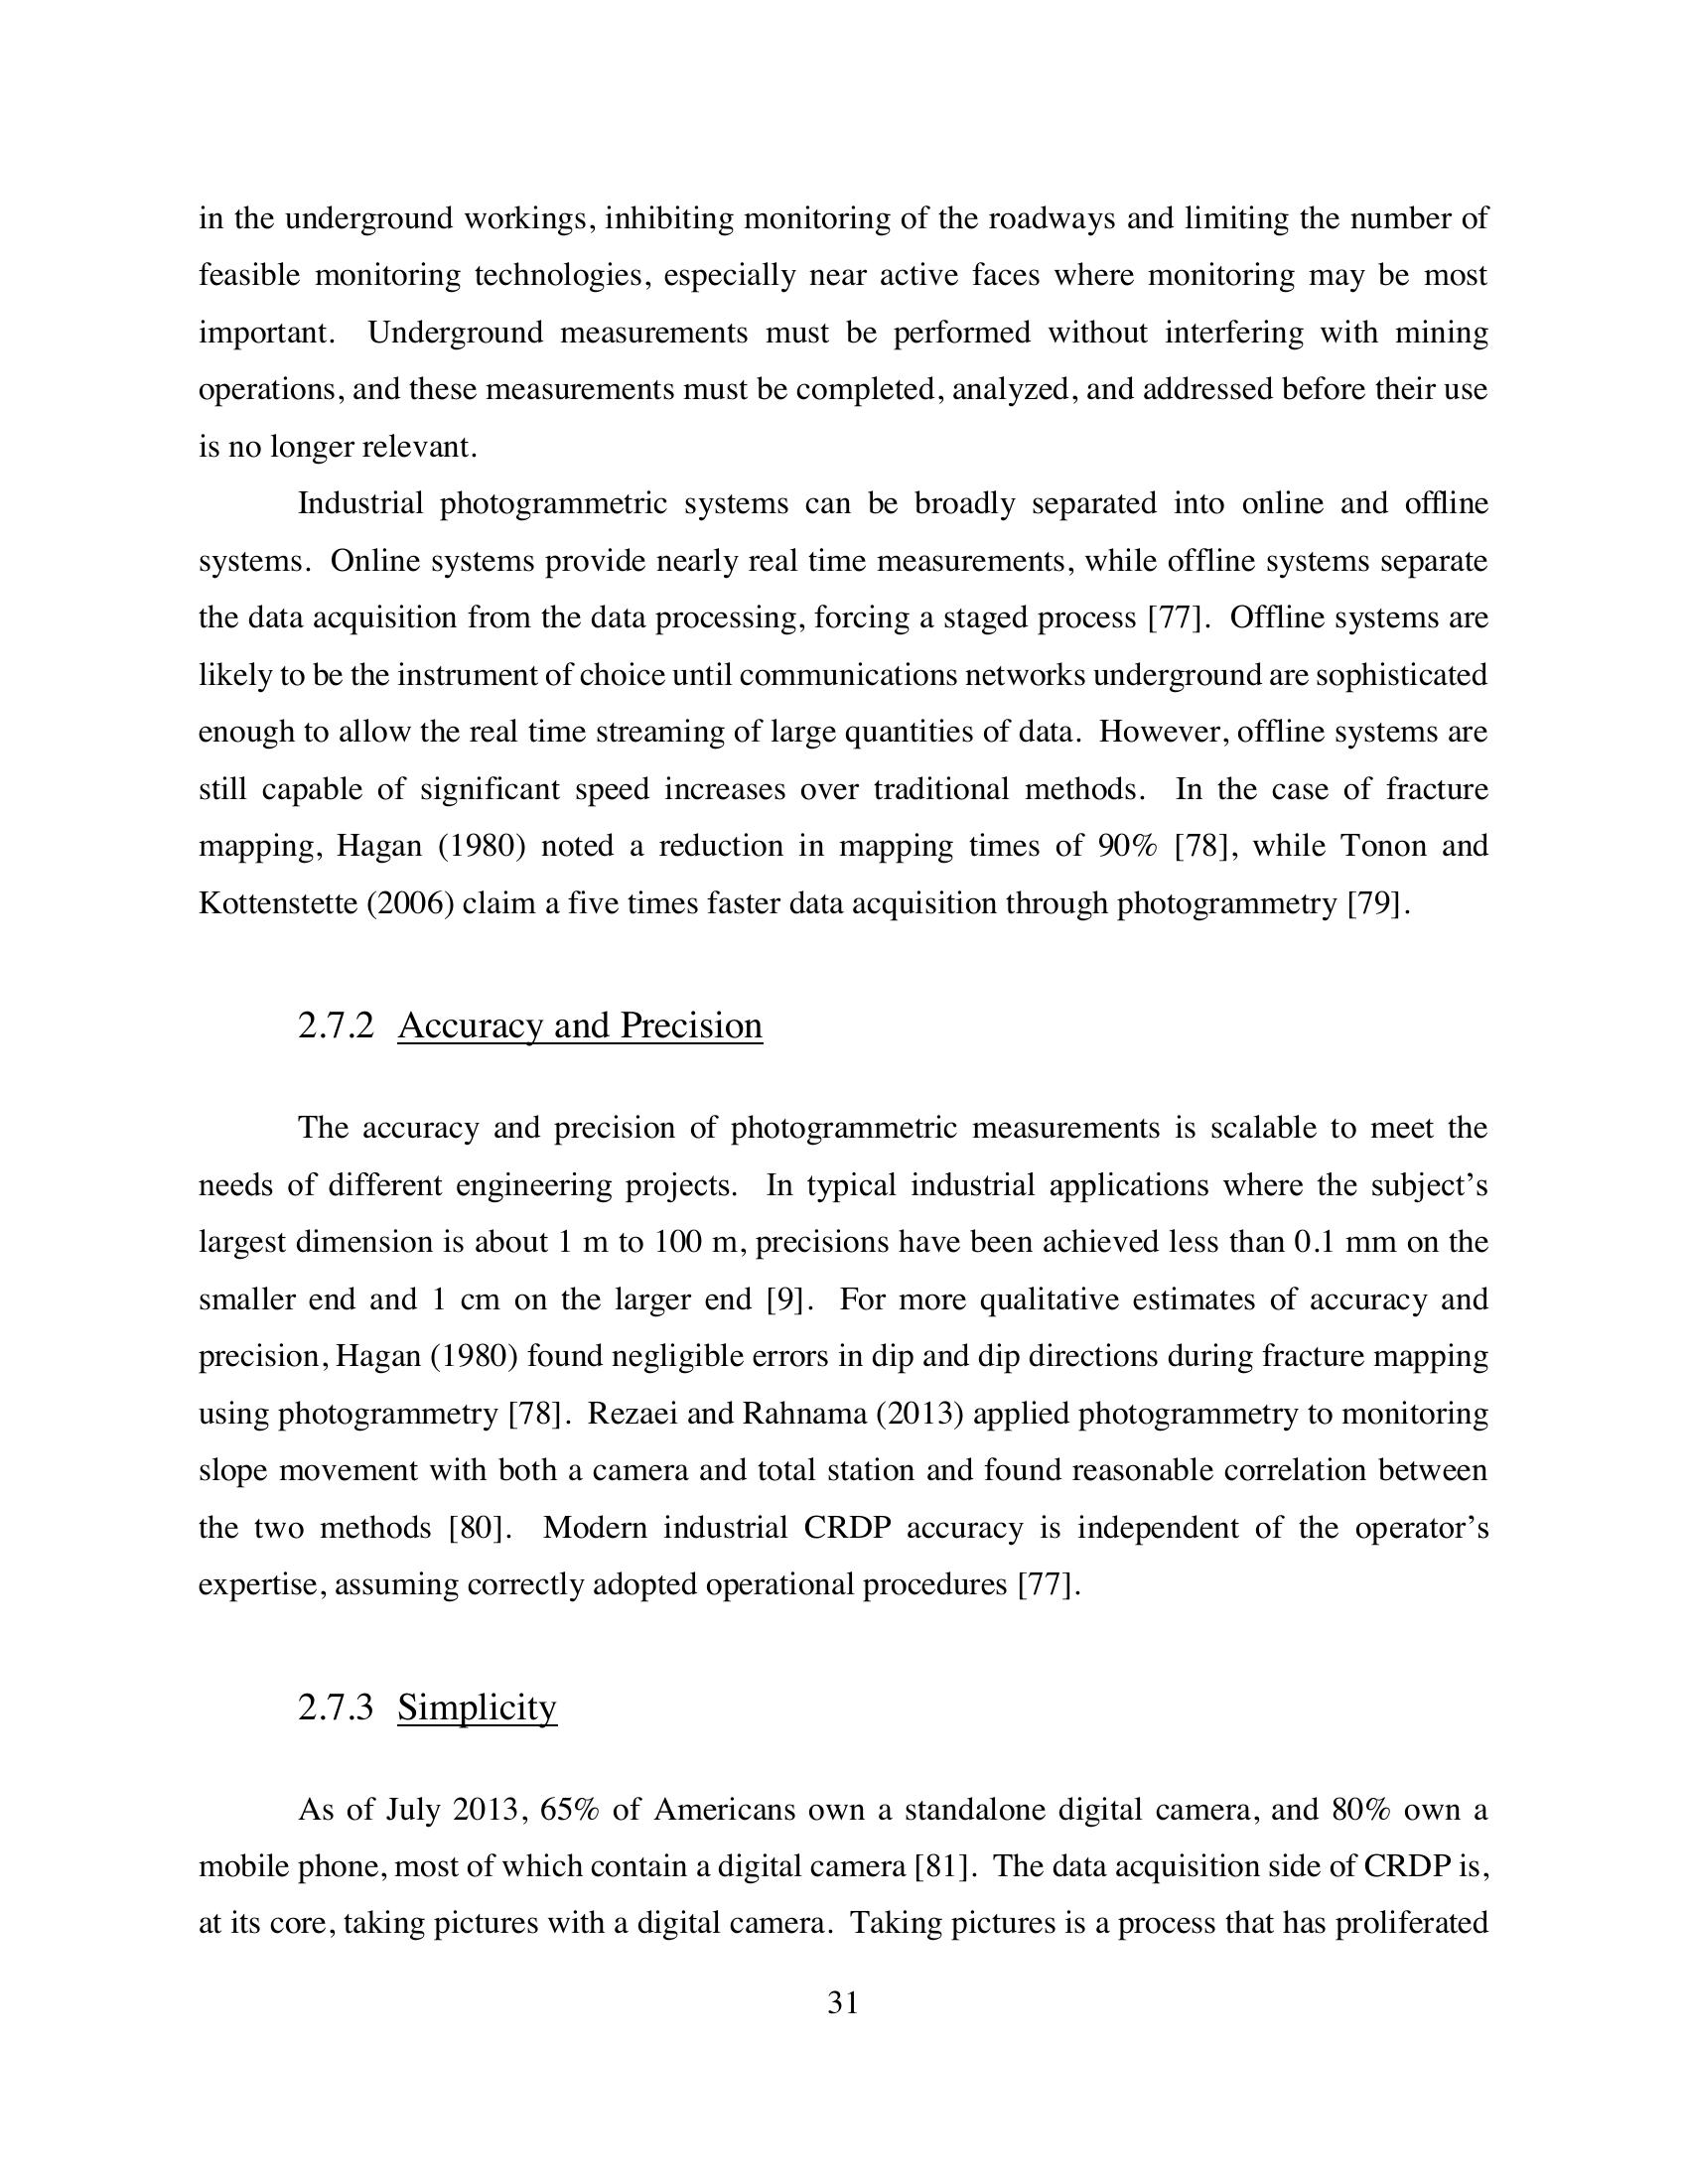 in the underground workings, inhibiting monitoring of the roadways and limiting the number of
feasible monitoring technologies, especially near active faces where monitoring may be most
important.  Underground measurements must be performed without interfering with mining
operations, and these measurements must be completed, analyzed, and addressed before their use
is no longer relevant.
Industrial photogrammetric systems can be broadly separated into online and offline
systems.  Online systems provide nearly real time measurements, while offline systems separate
the data acquisition from the data processing, forcing a staged process [77].  Offline systems are
likely to be the instrument of choice until communications networks underground are sophisticated
enough to allow the real time streaming of large quantities of data.  However, offline systems are
still capable of significant speed increases over traditional methods.  In the case of fracture
mapping, Hagan (1980) noted a reduction in mapping times of 90% [78], while Tonon and
Kottenstette (2006) claim a five times faster data acquisition through photogrammetry [79].
2.7.2 Accuracy and Precision
The accuracy and precision of photogrammetric measurements is scalable to meet the
needs of different engineering projects.  In typical industrial applications where the subject’s
largest dimension is about 1 m to 100 m, precisions have been achieved less than 0.1 mm on the
smaller end and 1 cm on the larger end [9].  For more qualitative estimates of accuracy and
precision, Hagan (1980) found negligible errors in dip and dip directions during fracture mapping
using photogrammetry [78].  Rezaei and Rahnama (2013) applied photogrammetry to monitoring
slope movement with both a camera and total station and found reasonable correlation between
the two methods [80].  Modern industrial CRDP accuracy is independent of the operator’s
expertise, assuming correctly adopted operational procedures [77].
2.7.3 Simplicity
As of July 2013, 65% of Americans own a standalone digital camera, and 80% own a
mobile phone, most of which contain a digital camera [81].  The data acquisition side of CRDP is,
at its core, taking pictures with a digital camera.  Taking pictures is a process that has proliferated
31